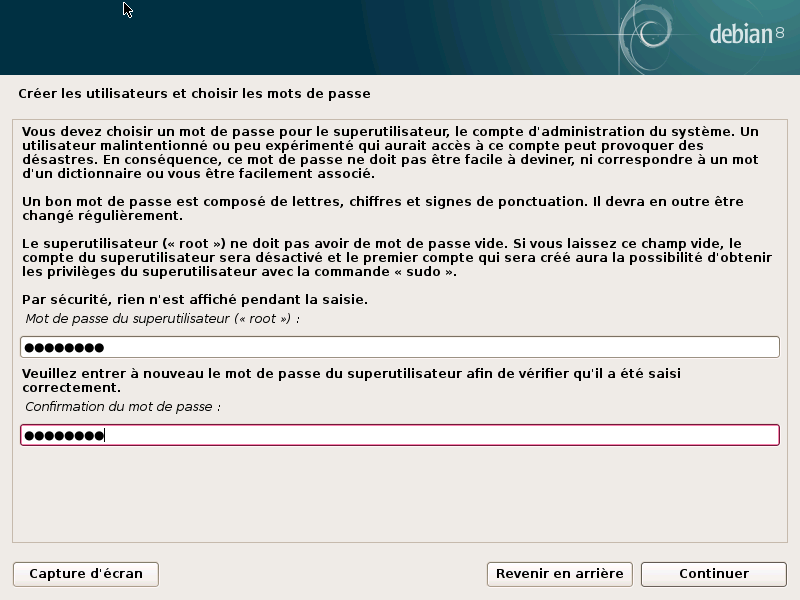 debian 8
Créer les utilisateurs et choisir les mots de passe
Vous devez choisir un mot de passe pour le superutilisateur, le compte d'administration du système. Un
utilisateur malintentionné ou peu expérimenté qui aurait accès à ce compte peut provoquer des
désastres. En conséquence, ce mot de passe ne doit pas être facile à deviner, ni correspondre à un mot
d'un dictionnaire ou vous être facilement associé.
Un bon mot de passe est composé de lettres, chiffres et signes de ponctuation. Il devra en outre être
changé régulièrement.
Le superutilisateur (« root ») ne doit pas avoir de mot de passe vide. Si vous laissez ce champ vide, le
compte du superutilisateur sera désactivé et le premier compte qui sera créé aura la possibilité d'obtenir
les privilèges du superutilisateur avec la commande « sudo ».
Par sécurité, rien n'est affiché pendant la saisie.
Mot de passe du superutilisateur (« root ») :
●●●●●●●●
Veuillez entrer à nouveau le mot de passe du superutilisateur afin de vérifier qu'il a été saisi
correctement.
Confirmation du mot de passe :
●●●●●●●●
Capture d'écran
Revenir en arrière
Continuer